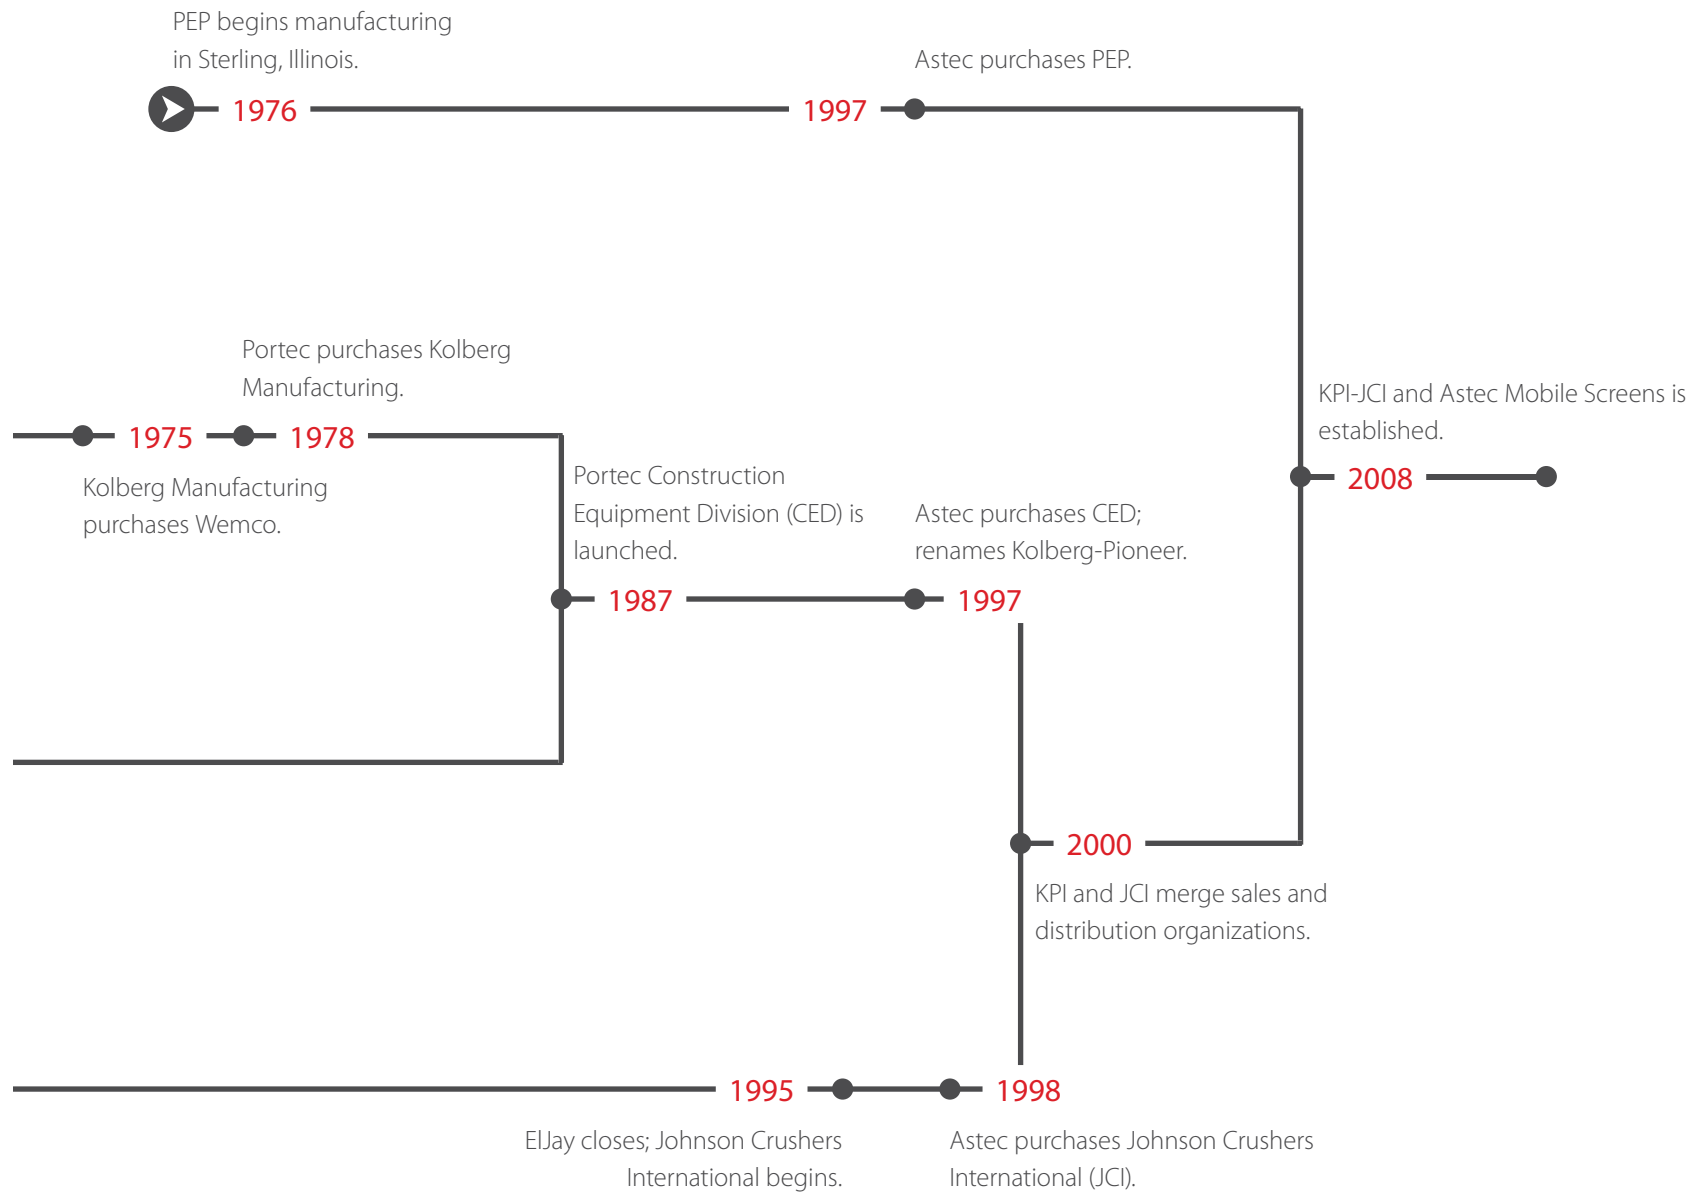 PEP begins manufacturing
in Sterling, Illinois.
1976
Astec purchases PEP.
1997
Portec purchases Kolberg
Manufacturing.
1975
1978
Kolberg Manufacturing
purchases Wemco.
Portec Construction
Equipment Division (CED) is
launched.
1987
Astec purchases CED;
renames Kolberg-Pioneer.
1997
KPI-JCI and Astec Mobile Screens is
established.
2008
2000
KPI and JCI merge sales and
distribution organizations.
1995
ElJay closes; Johnson Crushers
International begins.
1998
Astec purchases Johnson Crushers
International (JCI).